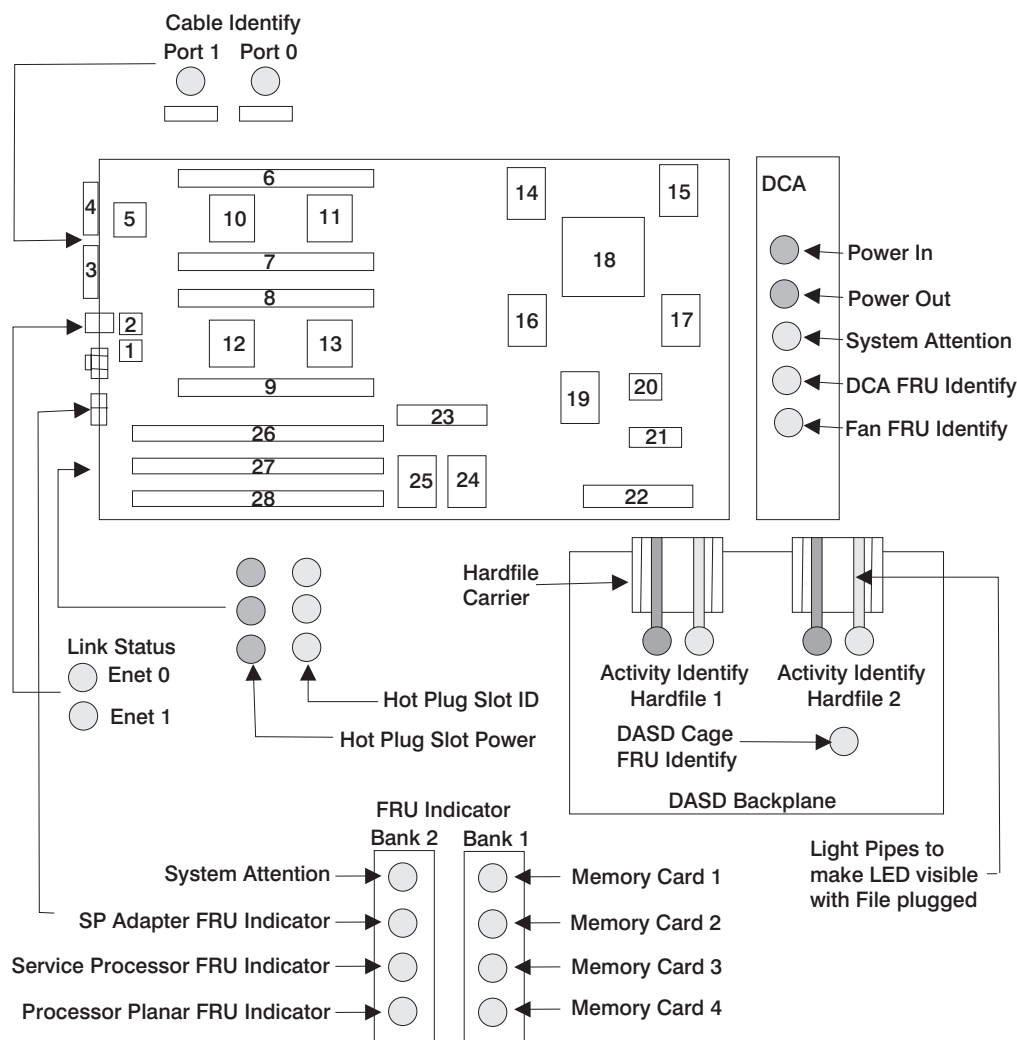 Cable Identify
Port 1 Port 0
4
3
2
1
5
6
10
11
7
8
12
13
9
26
27
28
23
25
24
14
15
18
16
17
19
20
21
22
DCA
Power In
Power Out
System Attention
DCA FRU Identify
Fan FRU Identify
Link Status
Enet 0
Enet 1
Hot Plug Slot ID
Hot Plug Slot Power
Hardfile
Carrier
Activity Identify
Hardfile 1
Activity Identify
Hardfile 2
DASD Cage
FRU Identify
DASD Backplane
Light Pipes to
make LED visible
with File plugged
FRU Indicator
Bank 2 Bank 1
System Attention
SP Adapter FRU Indicator
Service Processor FRU Indicator
Processor Planar FRU Indicator
Memory Card 1
Memory Card 2
Memory Card 3
Memory Card 4